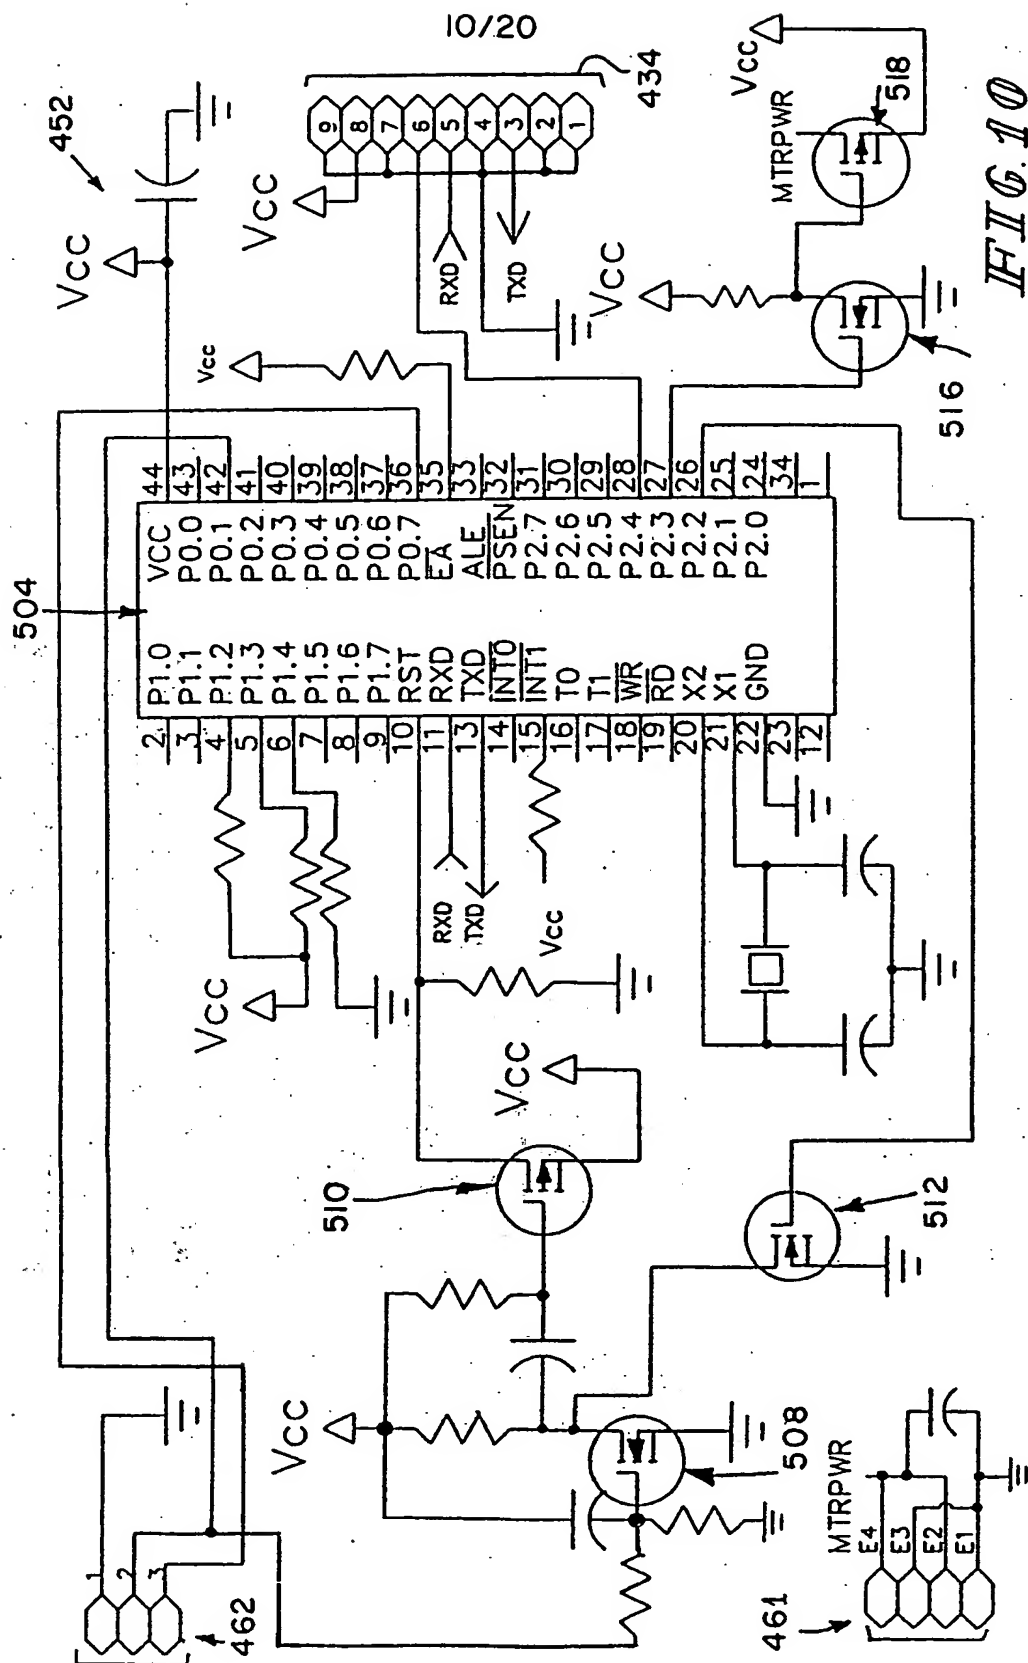 10/20
452
VCC
434
9
8
7
6
5
4
3
2
1
VCC
RXD
TXD
VCC
MTRPWR
518
VCC
516
FIG. 10
504
Vcc
VCC 44
P0.0 43
P0.1 42
P0.2 41
P0.3 40
P0.4 39
P0.5 38
P0.6 37
P0.7 36
EA 35
ALE 33
PSEN 32
P2.7 31
P2.6 30
P2.5 29
P2.4 28
P2.3 27
P2.2 26
P2.1 25
P2.0 24
34
1
2 P1.0
3 P1.1
4 P1.2
5 P1.3
6 P1.4
7 P1.5
8 P1.6
9 P1.7
10 RST
11 RXD
13 TXD
14 INT0
15 INT1
16 T0
17 T1
18 WR
19 RD
20 X2
21 X1
22 GND
23
12
VCC
RXD
TXD
Vcc
510
VCC
512
VCC
508
1
2
3
462
461
MTRPWR
E4
E3
E2
E1